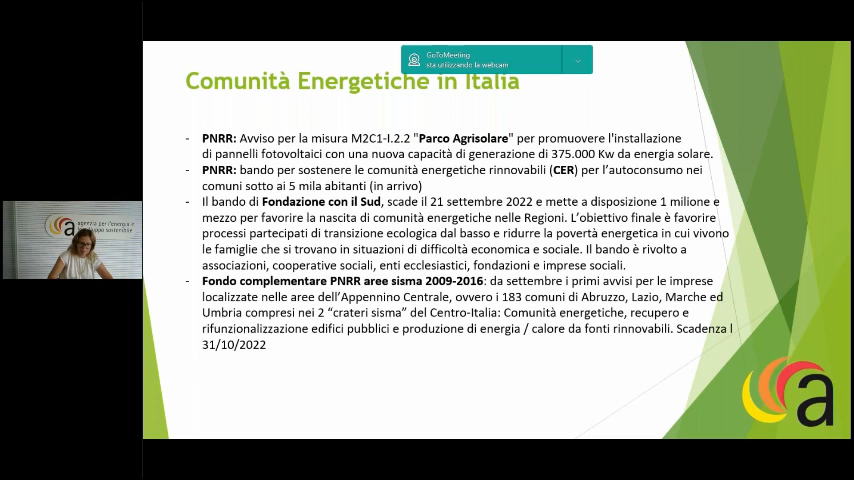 GoToMeeting
sta utilizzando la webcam
Comunità Energetiche in Italia
- PNRR: Avviso per la misura M2C1-I.2.2 "Parco Agrisolare" per promuovere l'installazione
di pannelli fotovoltaici con una nuova capacità di generazione di 375.000 Kw da energia solare.
- PNRR: bando per sostenere le comunità energetiche rinnovabili (CER) per l’autoconsumo nei
comuni sotto ai 5 mila abitanti (in arrivo)
- Il bando di Fondazione con il Sud, scade il 21 settembre 2022 e mette a disposizione 1 milione e
mezzo per favorire la nascita di comunità energetiche nelle Regioni. L’obiettivo finale è favorire
processi partecipati di transizione ecologica dal basso e ridurre la povertà energetica in cui vivono
le famiglie che si trovano in situazioni di difficoltà economica e sociale. Il bando è rivolto a
associazioni, cooperative sociali, enti ecclesiastici, fondazioni e imprese sociali.
- Fondo complementare PNRR aree sisma 2009-2016: da settembre i primi avvisi per le imprese
localizzate nelle aree dell’Appennino Centrale, ovvero i 183 comuni di Abruzzo, Lazio, Marche ed
Umbria compresi nei 2 “crateri sisma” del Centro-Italia: Comunità energetiche, recupero e
rifunzionalizzazione edifici pubblici e produzione di energia / calore da fonti rinnovabili. Scadenza l
31/10/2022
a
agenzia per l'energia e
lo sviluppo sostenibile
a